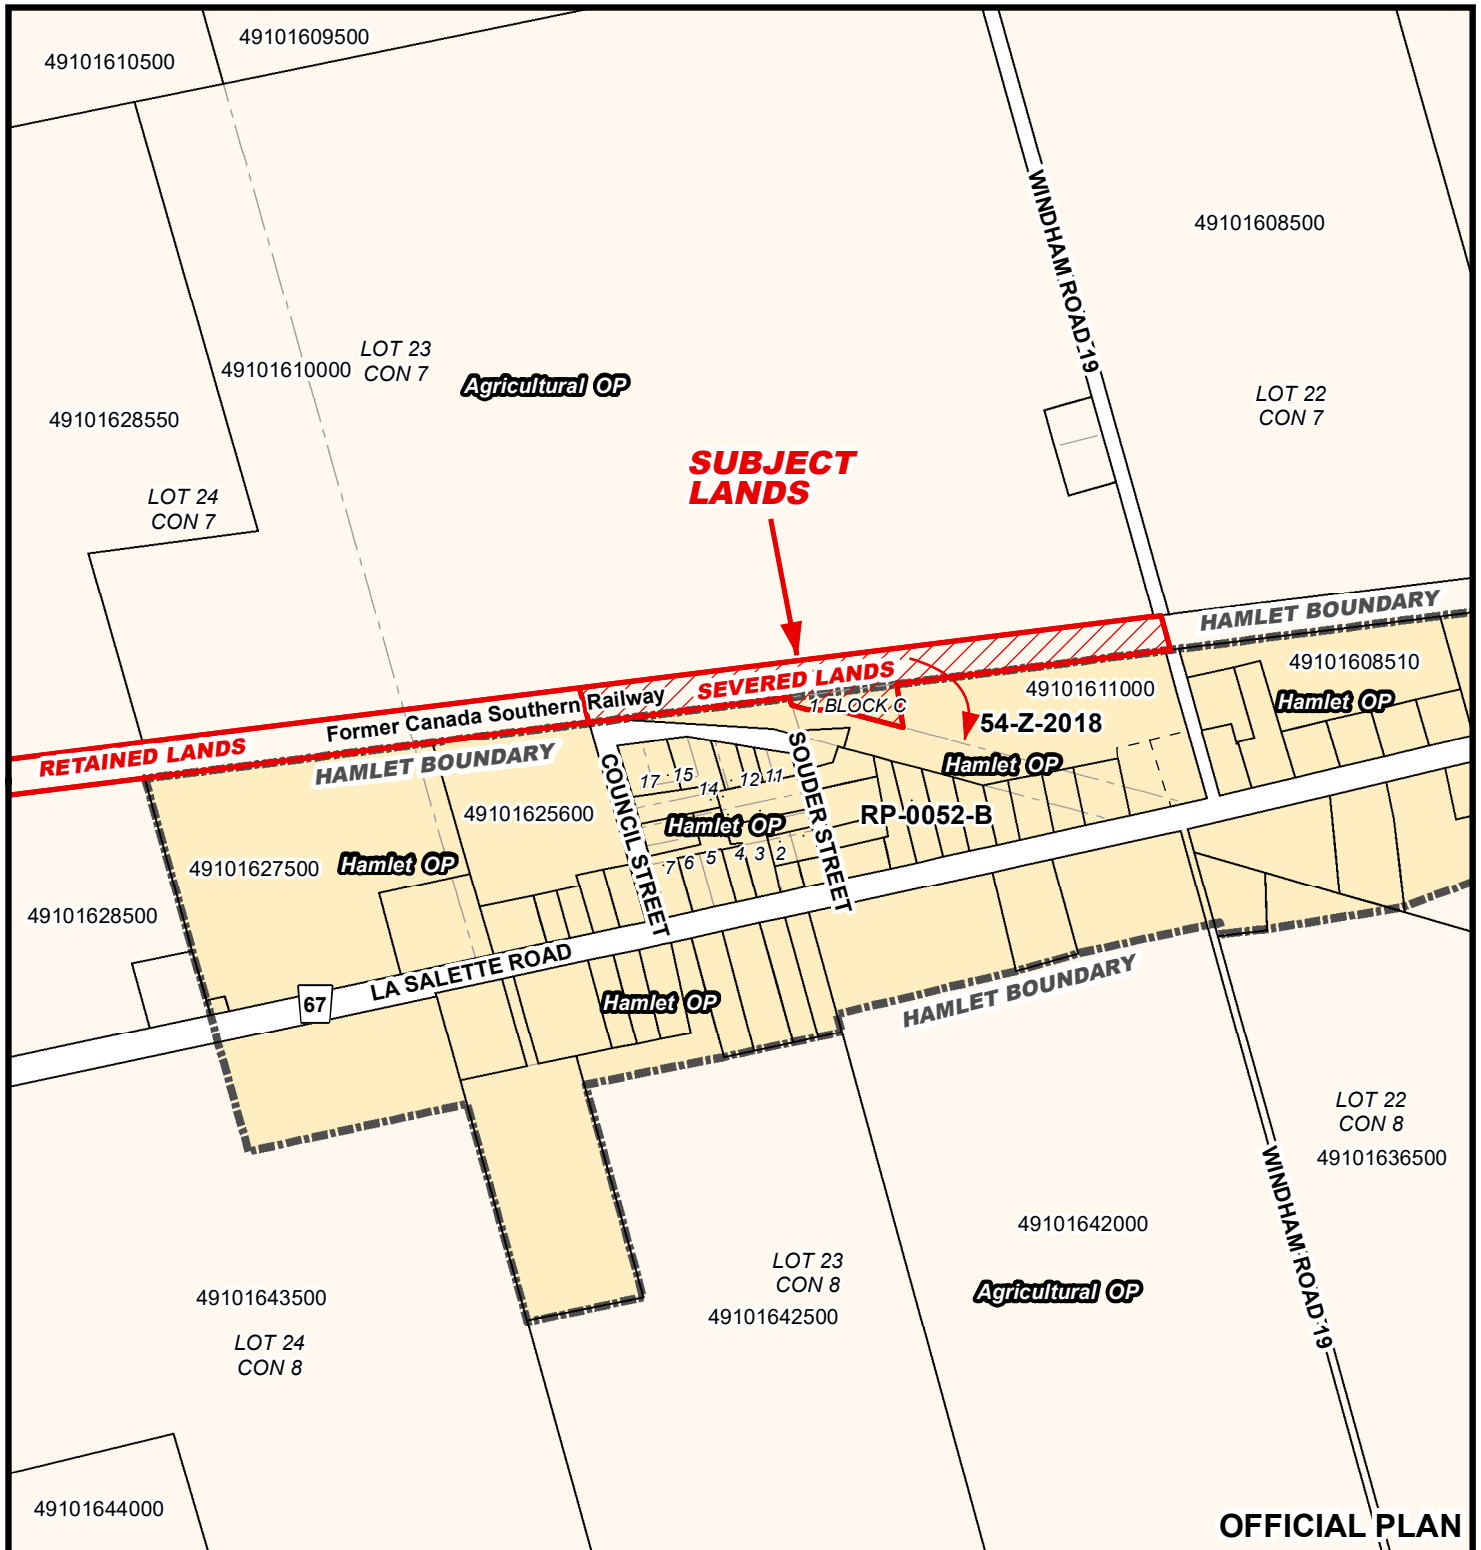 49101609500
49101610500
WINDHAM ROAD 19
49101608500
LOT 23
CON 7
49101610000
Agricultural OP
LOT 22
CON 7
49101628550
SUBJECT
LANDS
LOT 24
CON 7
HAMLET BOUNDARY
49101608510
SEVERED LANDS
49101611000
Former Canada Southern Railway
1 BLOCK C
Hamlet OP
54-Z-2018
RETAINED LANDS
HAMLET BOUNDARY
Hamlet OP
COUNCIL STREET
SOUDER STREET
17
15
14
12
11
49101625600
Hamlet OP
RP-0052-B
7
6
5
4
3
2
49101627500
Hamlet OP
49101628500
LA SALETTE ROAD
67
Hamlet OP
HAMLET BOUNDARY
LOT 22
CON 8
49101636500
WINDHAM ROAD 19
49101642000
LOT 23
CON 8
49101642500
Agricultural OP
49101643500
LOT 24
CON 8
49101644000
OFFICIAL PLAN